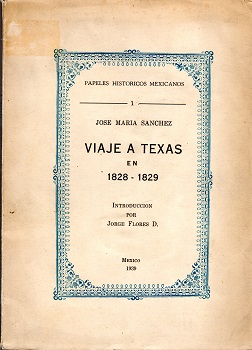 PAPELES HISTORICOS MEXICANOS
1
JOSE MARIA SANCHEZ
VIAJE A TEXAS
EN
1828 - 1829
INTRODUCCION
POR
JORGE FLORES D.
MEXICO
1939